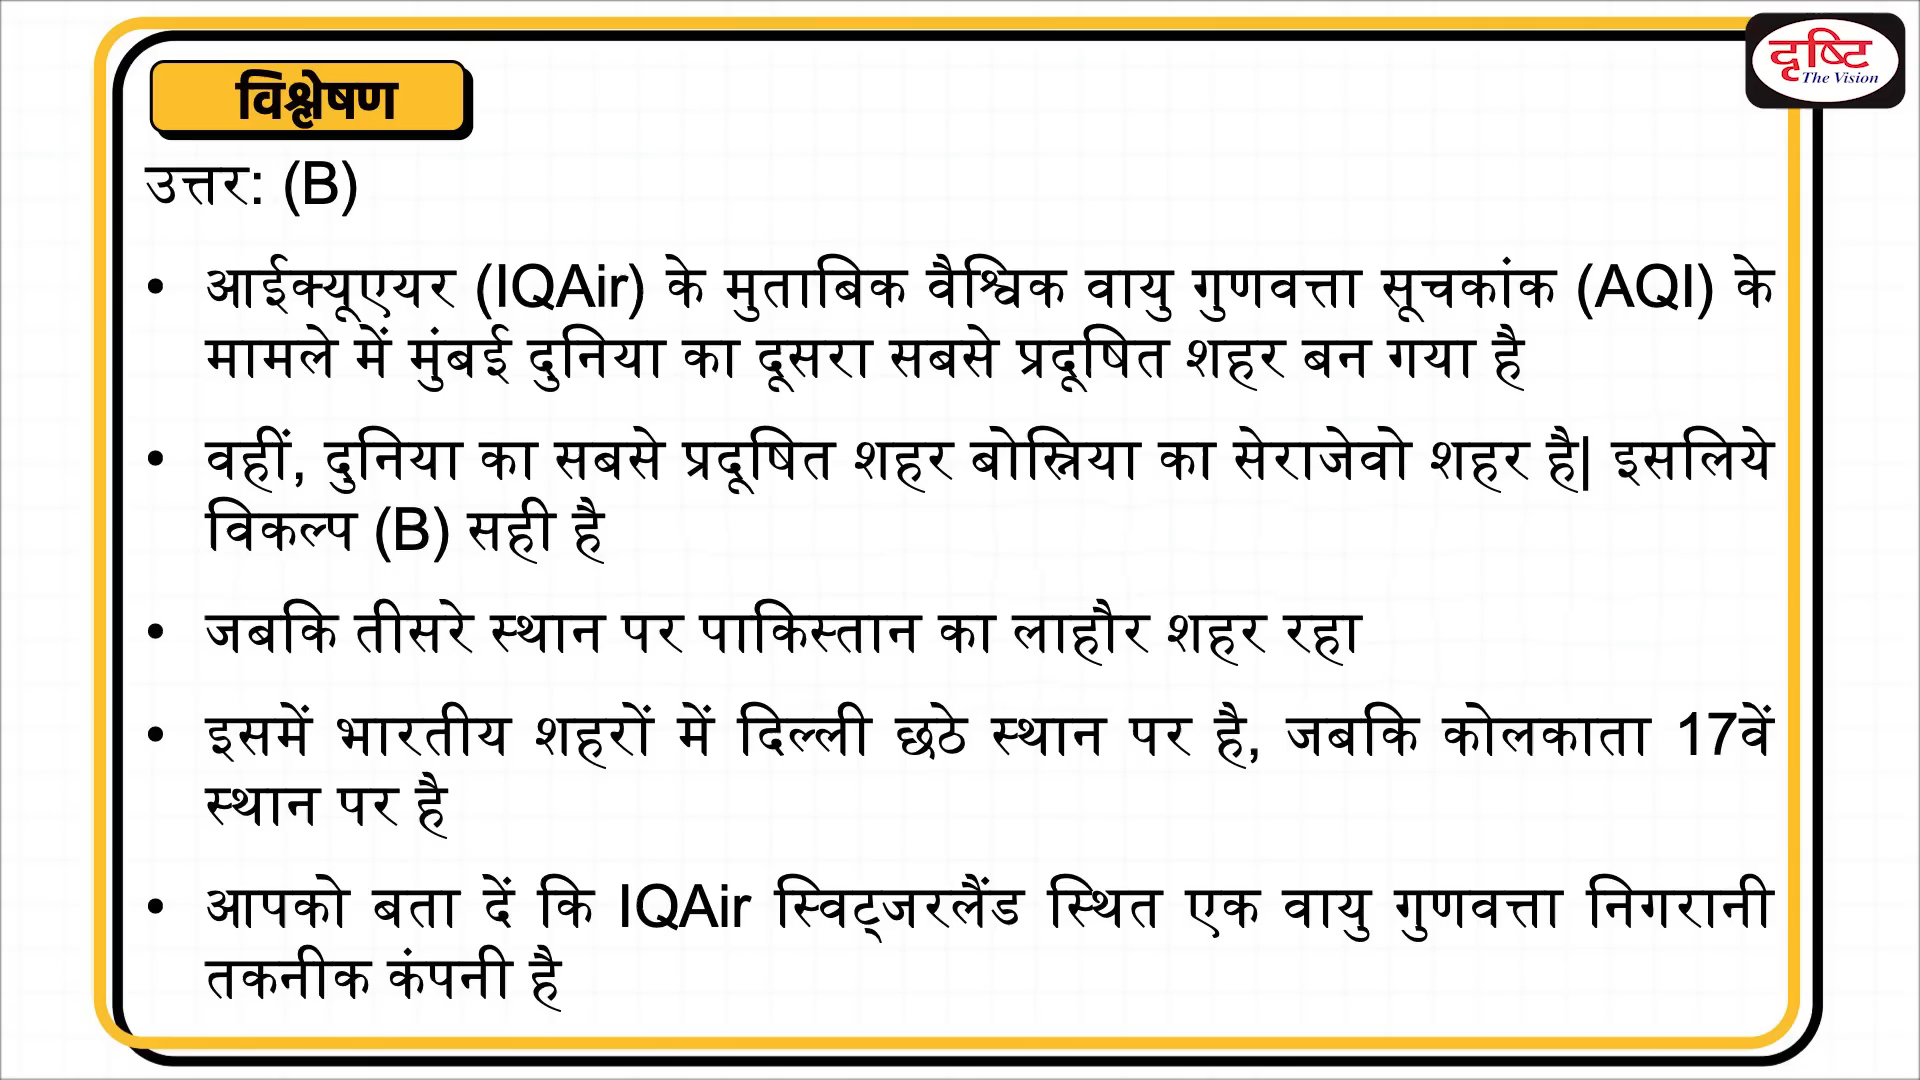 दृष्टि
The Vision
विश्लेषण
उत्तर: (B)
• आईक्यूएयर (IQAir) के मुताबिक वैश्विक वायु गुणवत्ता सूचकांक (AQI) के
मामले में मुंबई दुनिया का दूसरा सबसे प्रदूषित शहर बन गया है
• वहीं, दुनिया का सबसे प्रदूषित शहर बोस्निया का सेराजेवो शहर है| इसलिये
विकल्प (B) सही है
• जबकि तीसरे स्थान पर पाकिस्तान का लाहौर शहर रहा
• इसमें भारतीय शहरों में दिल्ली छठे स्थान पर है, जबकि कोलकाता 17वें
स्थान पर है
• आपको बता दें कि IQAir स्विट्जरलैंड स्थित एक वायु गुणवत्ता निगरानी
तकनीक कंपनी है